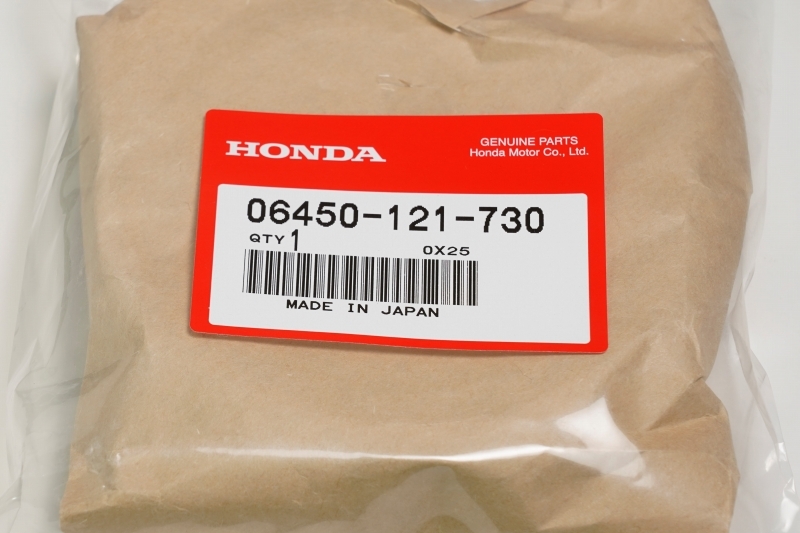 HONDA
GENUINE PARTS
Honda Motor Co., Ltd.
06450-121-730
QTY 1
0X25
MADE IN JAPAN